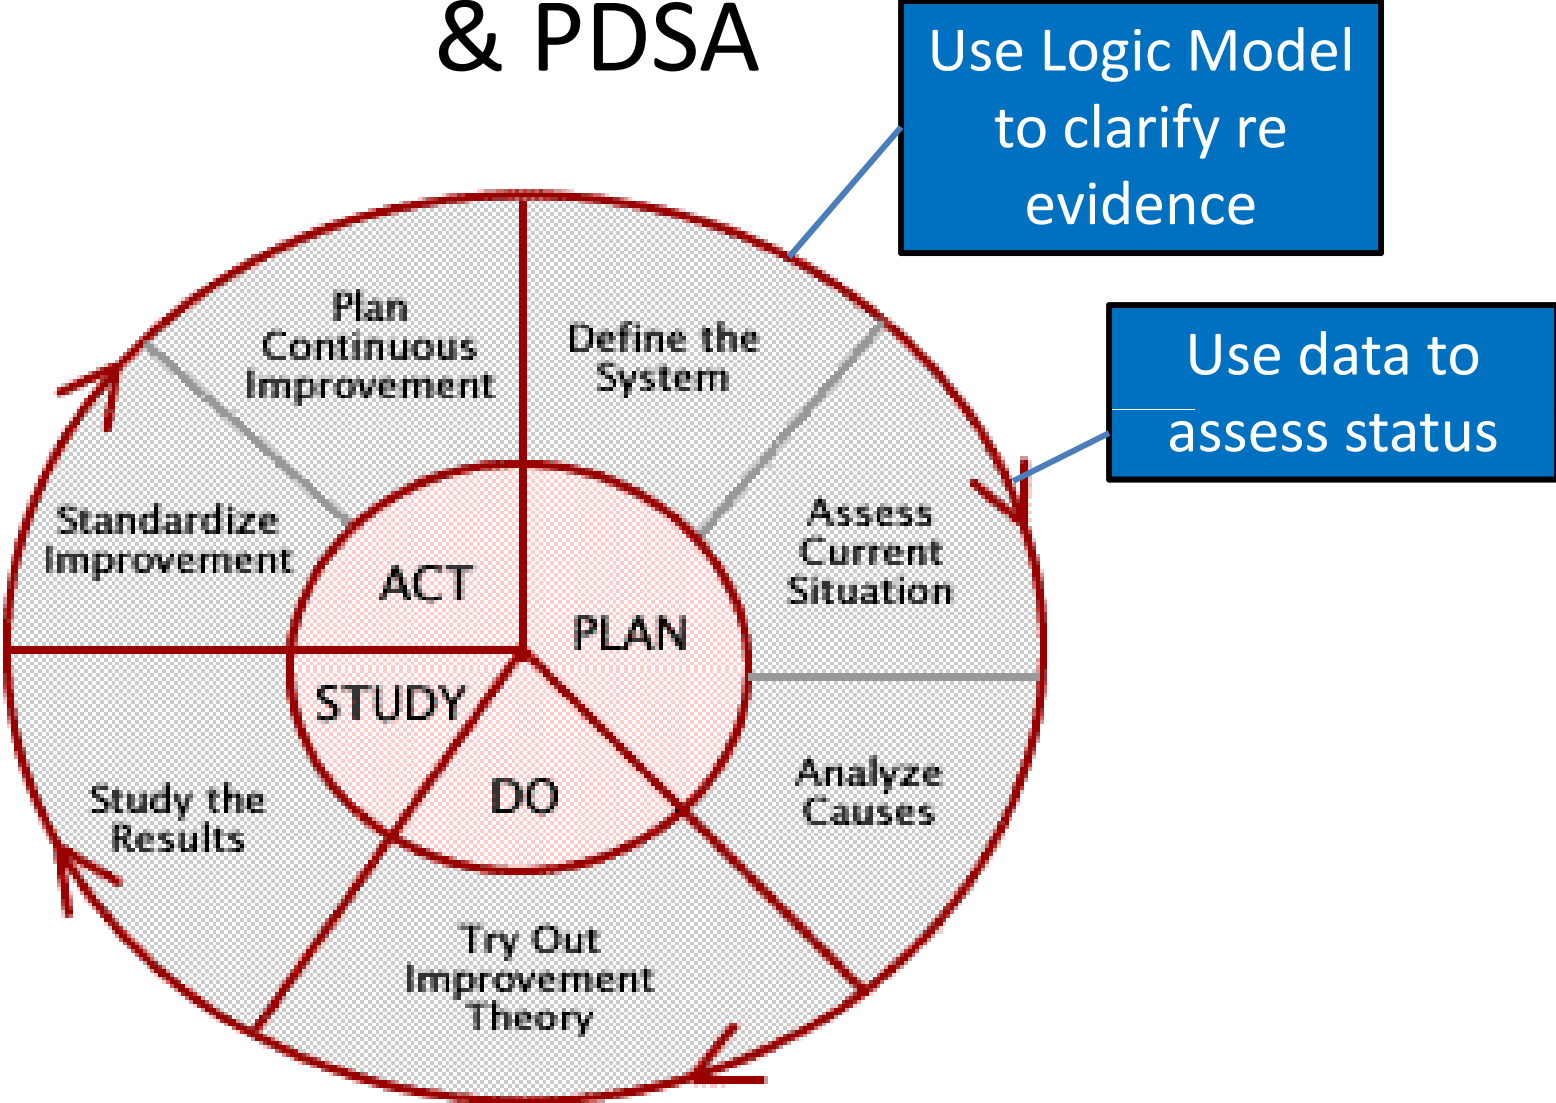 & PDSA
Use Logic Model
to clarify re
evidence
Use data to
assess status
Plan
Continuous
Improvement
Define the
System
Assess
Current
Situation
Standardize
Improvement
ACT
PLAN
STUDY
DO
Analyze
Causes
Study the
Results
Try Out
Improvement
Theory